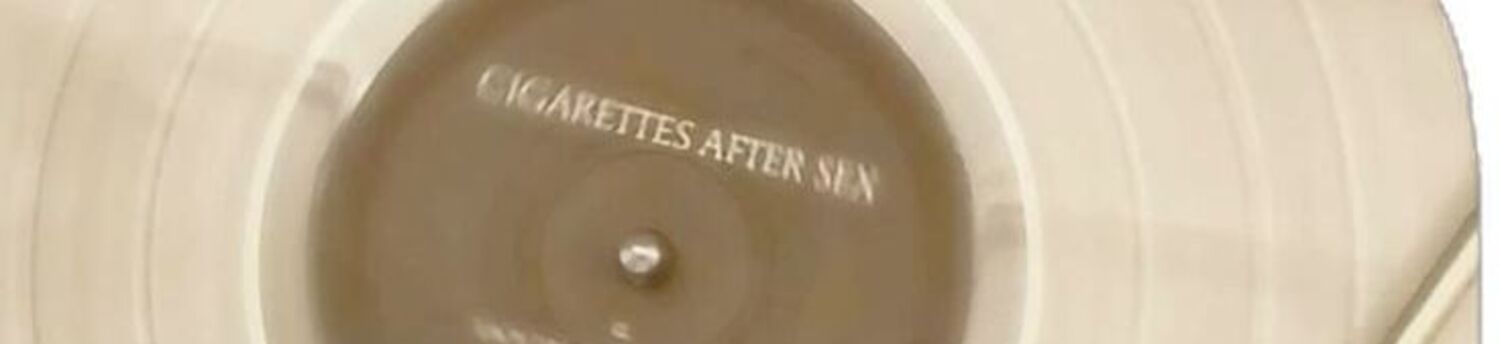 CIGARETTES AFTER SEX